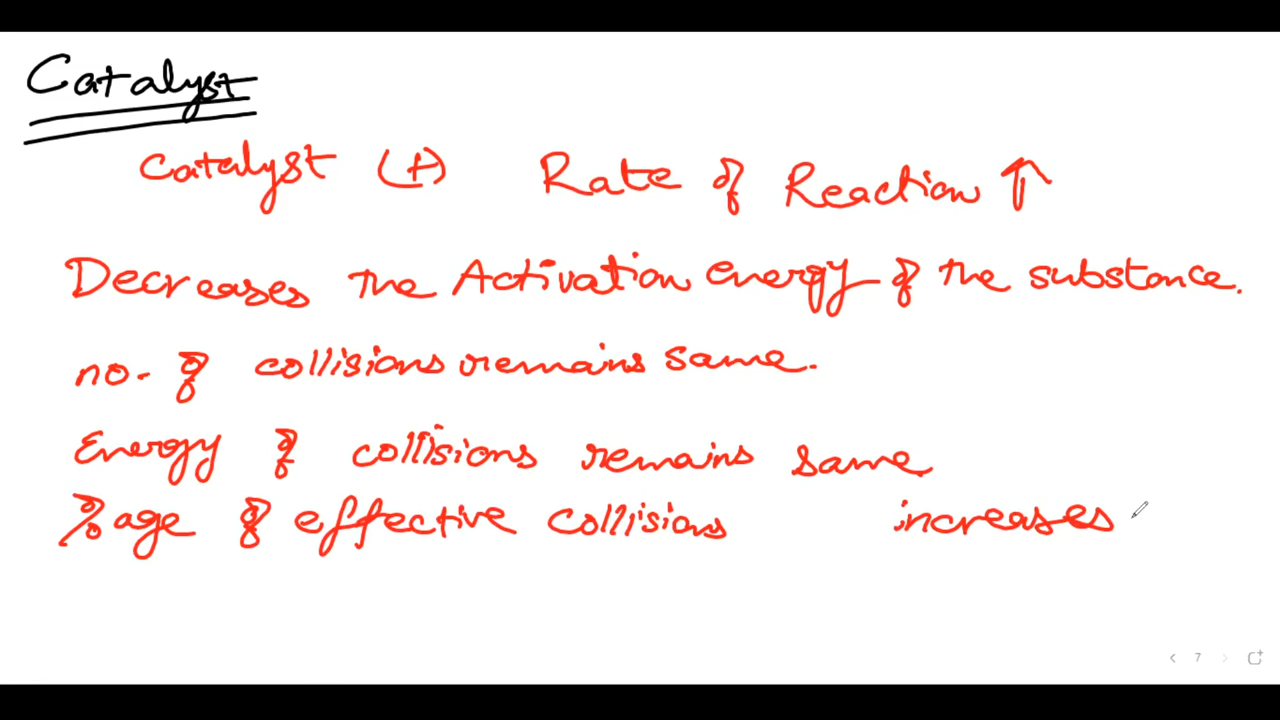 Catalyst
Catalyst (+) Rate of Reaction ↑
Decreases the Activation energy of the substance.
no. of collisions remains same.
Energy of collisions remains same
%age of effective collisions increases
7